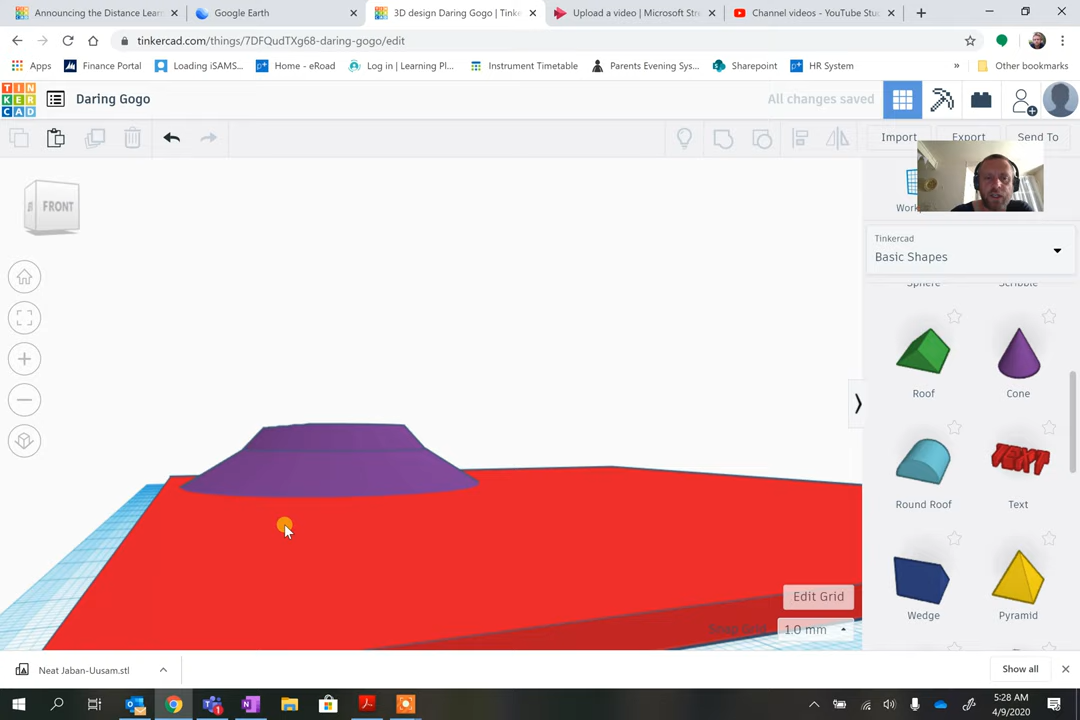 Announcing the Distance Learn
Google Earth
3D design Daring Gogo | Tinke
Upload a video | Microsoft Str
Channel videos - YouTube Stu
tinkercad.com/things/7DFQudTXg68-daring-gogo/edit
Apps
Finance Portal
Loading iSAMS...
Home - eRoad
Log in | Learning Pl...
Instrument Timetable
Parents Evening Sys...
Sharepoint
HR System
»
Other bookmarks
TIN
KER
CAD
Daring Gogo
All changes saved
Import
Export
Send To
FRONT
Work
Tinkercad
Basic Shapes
Sphere
Scribble
Roof
Cone
TEXT
Round Roof
Text
Wedge
Pyramid
Edit Grid
Snap Grid
1.0 mm
Neat Jaban-Uusam.stl
Show all
5:28 AM
4/9/2020